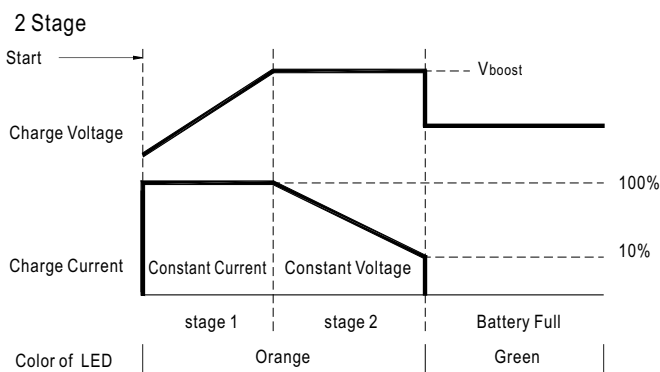 2 Stage
Start
Vboost
Charge Voltage
100%
10%
Charge Current
Constant Current
Constant Voltage
stage 1
stage 2
Battery Full
Color of LED
Orange
Green